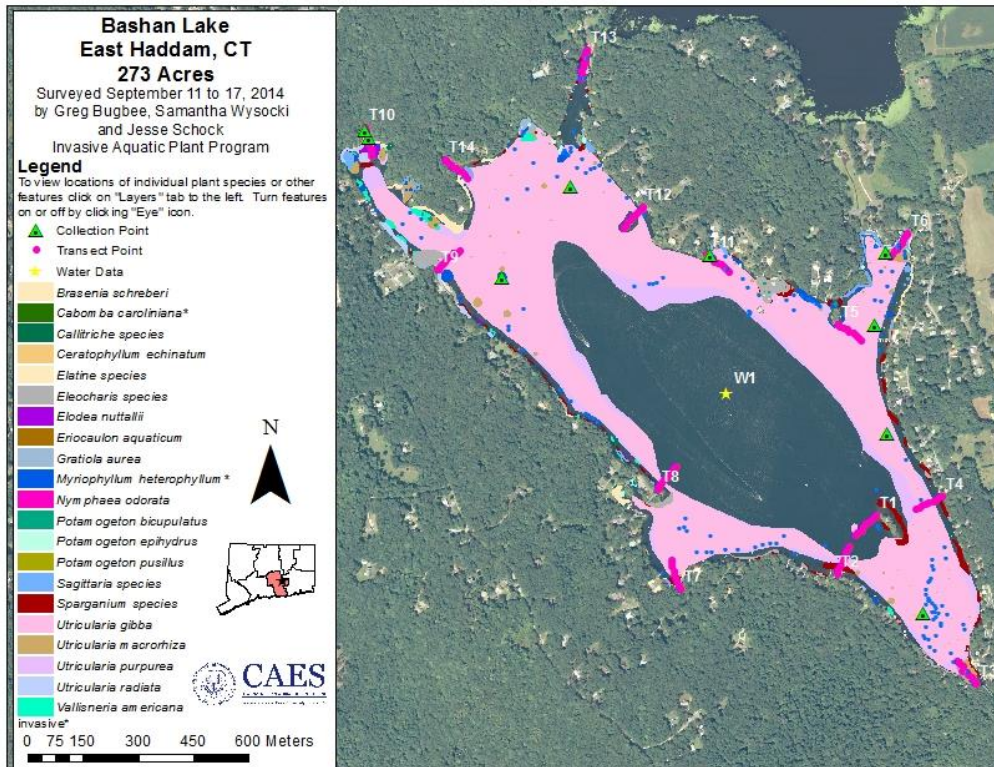 Bashan Lake
East Haddam, CT
273 Acres
Surveyed September 11 to 17, 2014
by Greg Bugbee, Samantha Wysocki
and Jesse Schock
Invasive Aquatic Plant Program
Legend
To view locations of individual plant species or other
features click on "Layers" tab to the left. Turn features
on or off by clicking "Eye" icon.
Collection Point
Transect Point
Water Data
Brasenia schreberi
Cabomba caroliniana*
Callitriche species
Ceratophyllum echinatum
Elatine species
Eleocharis species
Elodea nuttallii
Eriocaulon aquaticum
Gratiola aurea
Myriophyllum heterophyllum*
Nymphaea odorata
Potamogeton bicupulatus
Potamogeton epihydrus
Potamogeton pusillus
Sagittaria species
Sparganium species
Utricularia gibba
Utricularia macrorhiza
Utricularia purpurea
Utricularia radiata
Vallisneria americana
invasive*
0 75 150 300 450 600 Meters
N
CAES
T13
T10
T14
T12
T6
T11
T9
T5
W1
T8
T4
T1
T2
T7